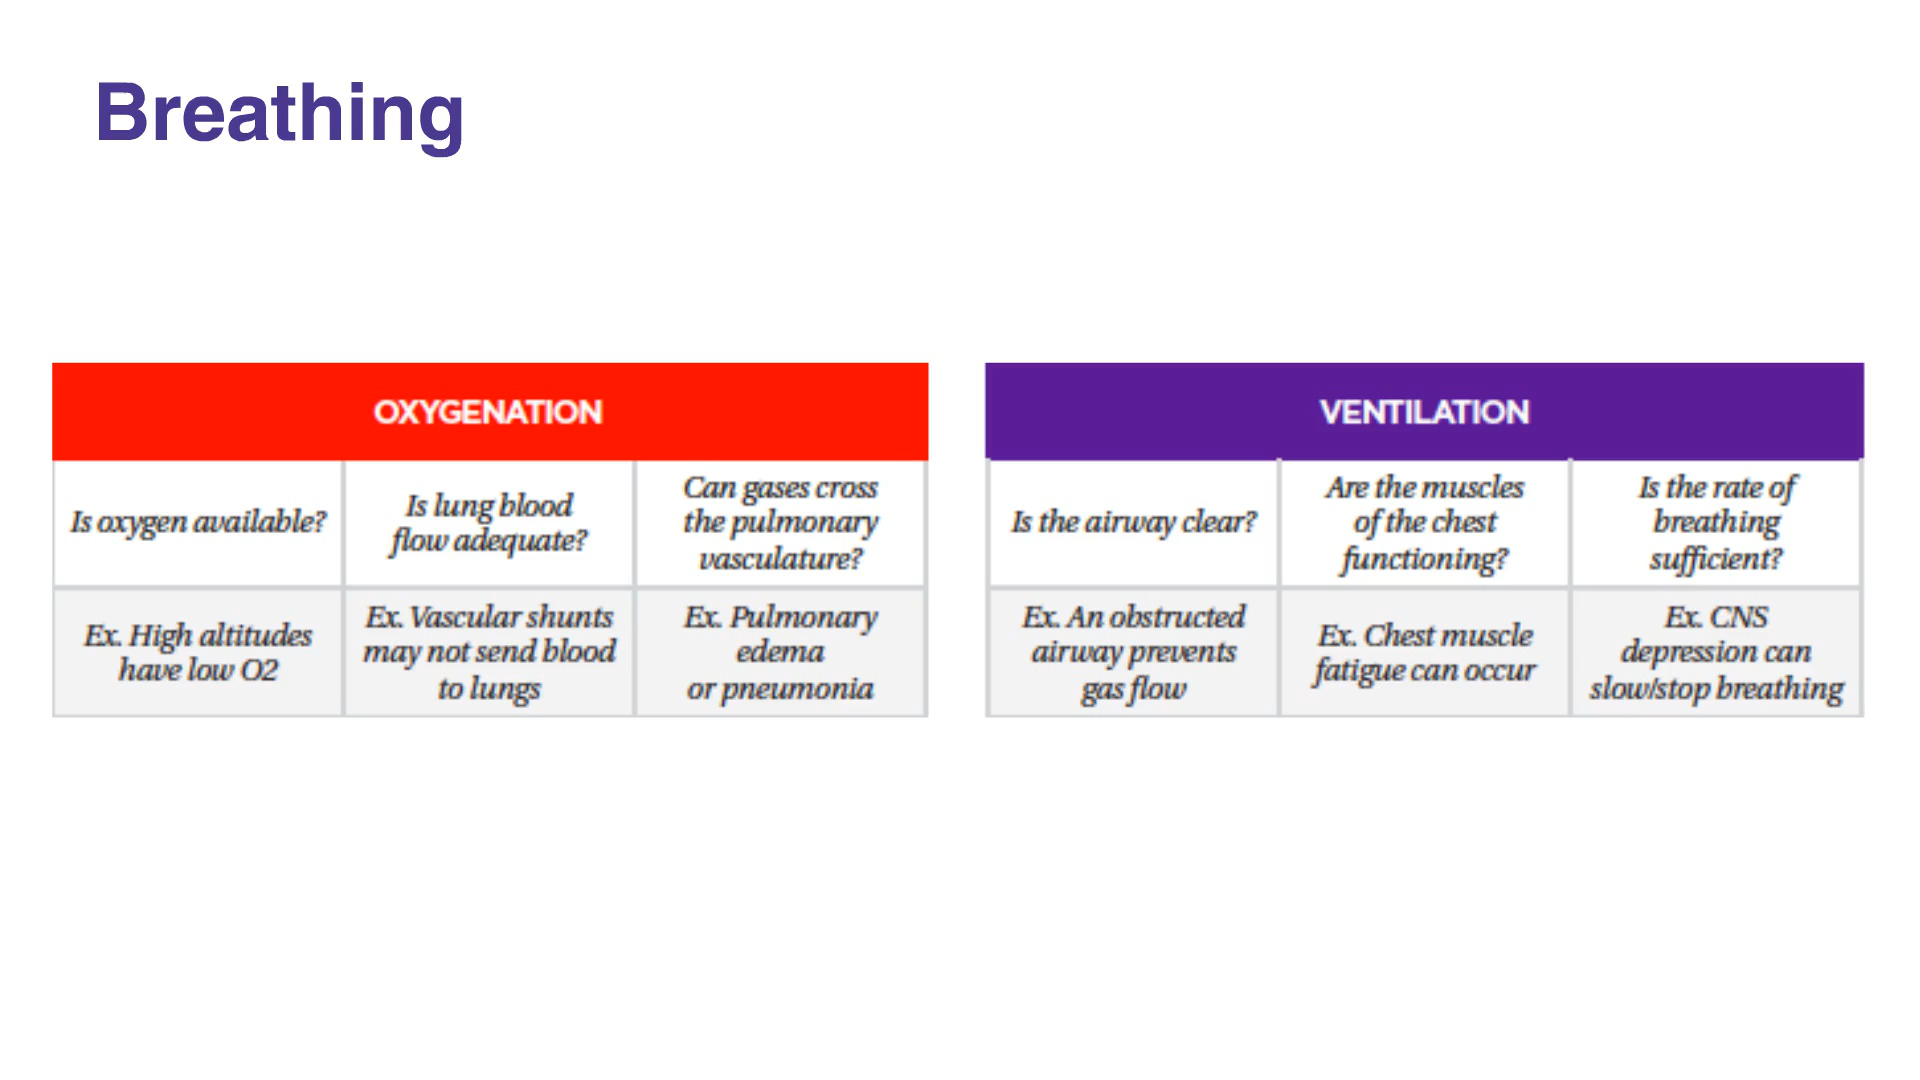 Breathing
OXYGENATION
Is oxygen available?
Is lung blood
flow adequate?
Can gases cross
the pulmonary
vasculature?
Ex. High altitudes
have low O2
Ex. Vascular shunts
may not send blood
to lungs
Ex. Pulmonary
edema
or pneumonia
VENTILATION
Is the airway clear?
Are the muscles
of the chest
functioning?
Is the rate of
breathing
sufficient?
Ex. An obstructed
airway prevents
gas flow
Ex. Chest muscle
fatigue can occur
Ex. CNS
depression can
slow/stop breathing